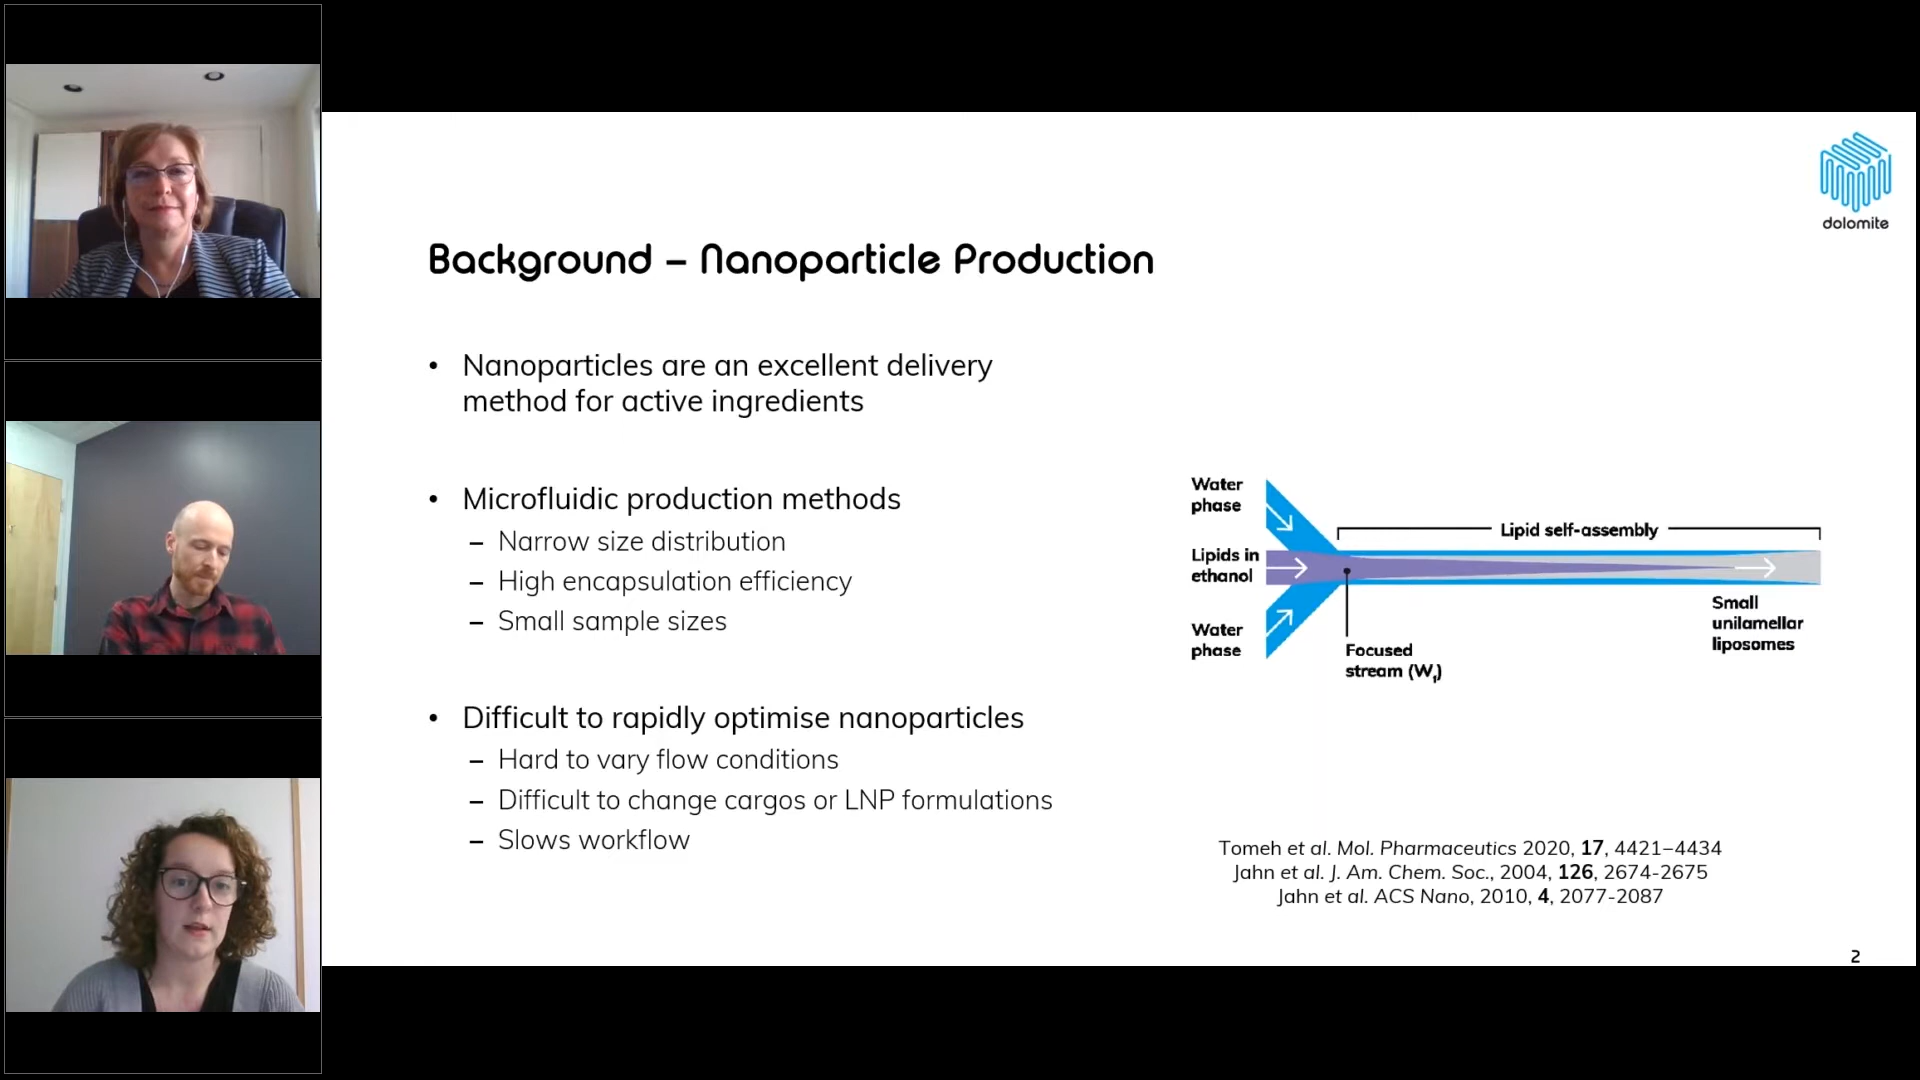 dolomite
Background – Nanoparticle Production
• Nanoparticles are an excellent delivery
method for active ingredients
• Microfluidic production methods
– Narrow size distribution
– High encapsulation efficiency
– Small sample sizes
• Difficult to rapidly optimise nanoparticles
– Hard to vary flow conditions
– Difficult to change cargos or LNP formulations
– Slows workflow
Water
phase
Lipid self-assembly
Lipids in
ethanol
Small
unilamellar
liposomes
Water
phase
Focused
stream (Wf)
Tomeh et al. Mol. Pharmaceutics 2020, 17, 4421–4434
Jahn et al. J. Am. Chem. Soc., 2004, 126, 2674-2675
Jahn et al. ACS Nano, 2010, 4, 2077-2087
2